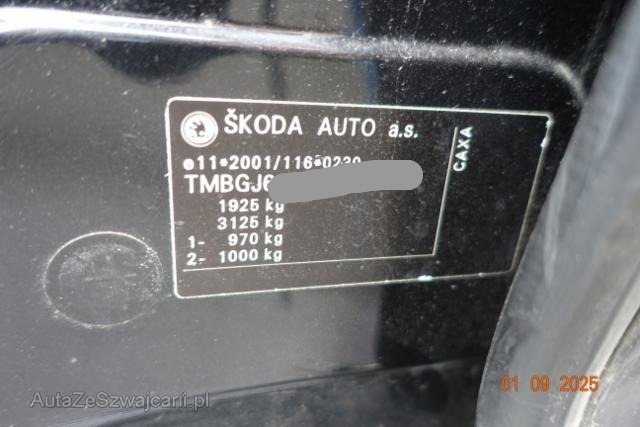 ŠKODA AUTO a.s.
e11*2001/116*0230
TMBGJ6
1925 kg
3125 kg
1- 970 kg
2- 1000 kg
CAXA
01 09 2025
AutaZeSzwajcarii.pl